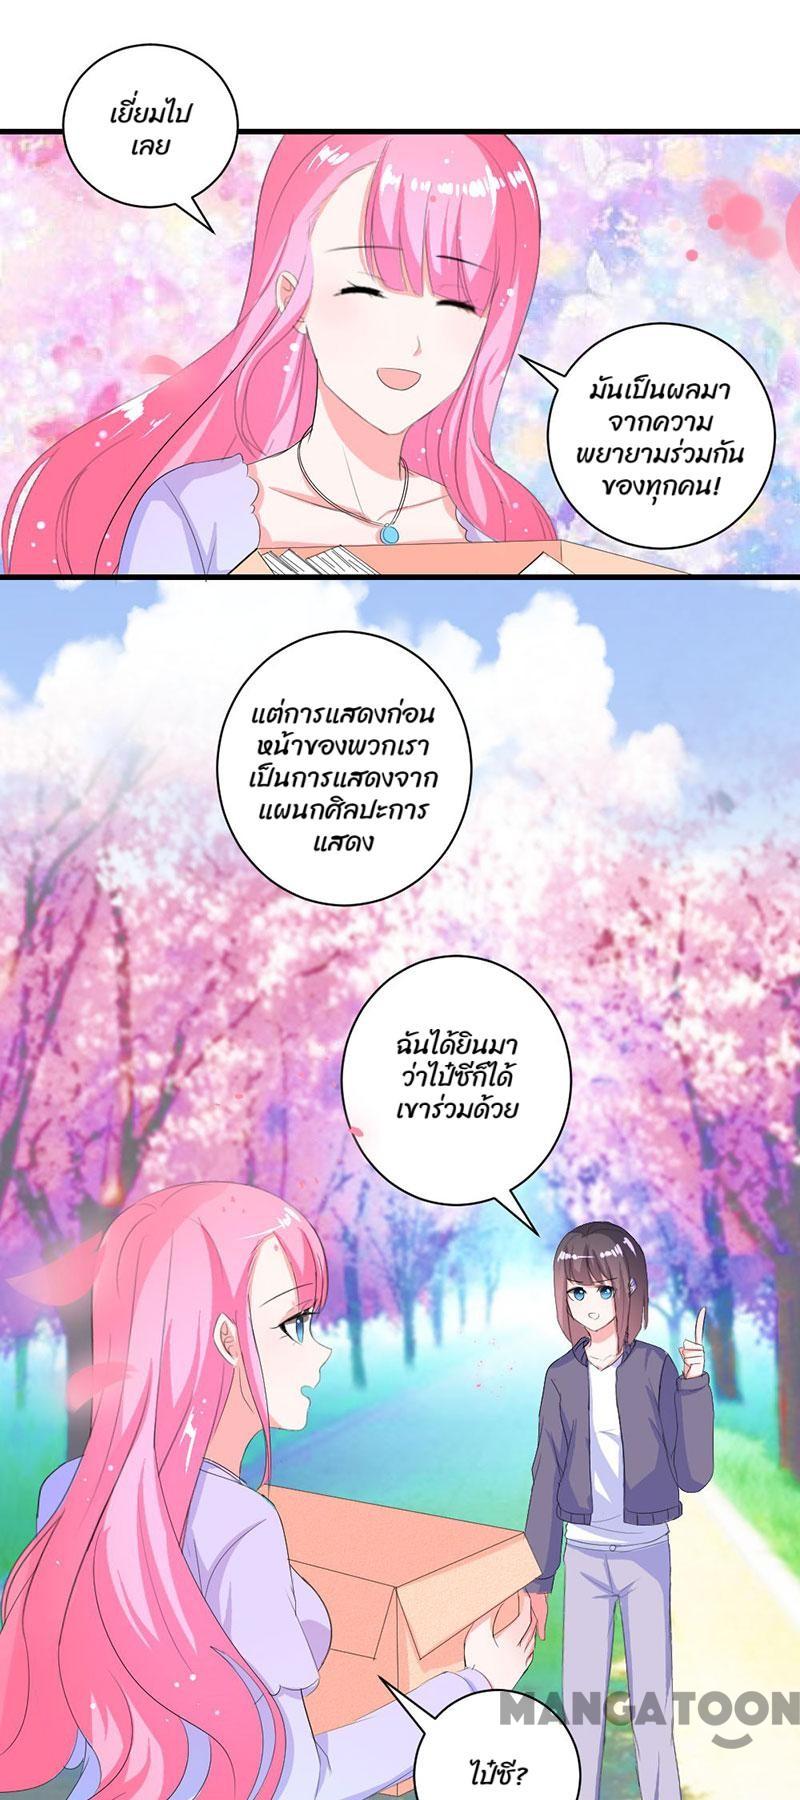 เยี่ยมไป
เลย
มันเป็นผลมา
จากความ
พยายามร่วมกัน
ของทุกคน!
แต่การแสดงก่อน
หน้าของพวกเรา
เป็นการแสดงจาก
แผนกศิลปะการ
แสดง
ฉันได้ยินมา
ว่าไป๋ซีก็ได้
เขาร่วมด้วย
MANGATOON
ไป๋ซี?